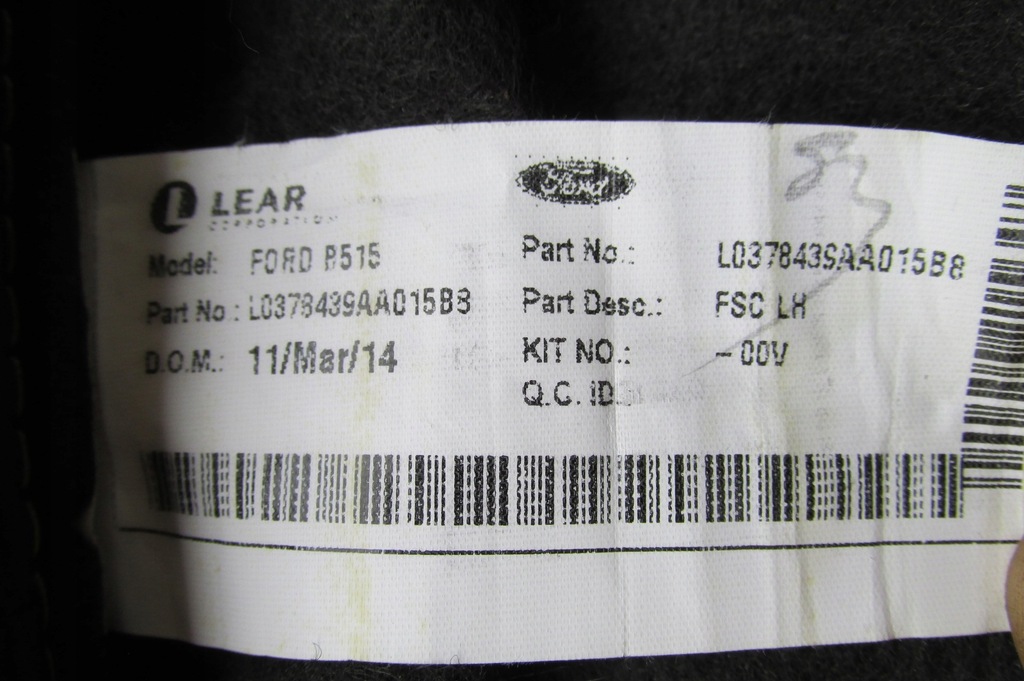 LEAR
CORPORATION
Ford
Model: FORD B515
Part No.: L0378439AA015B8
D.O.M.: 11/Mar/14
Part No.: L0378439AA015B8
Part Desc.: FSC LH
KIT NO.: -00V
Q.C. ID